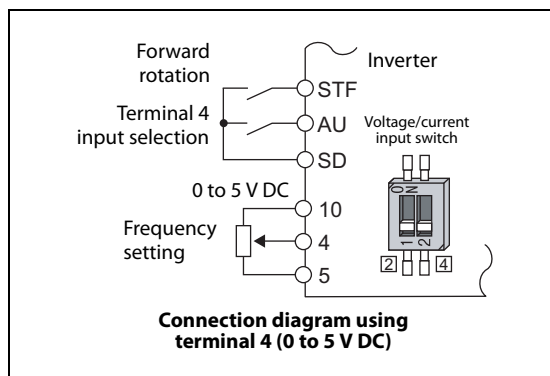 Forward
rotation
Inverter
STF
Terminal 4
input selection
AU
Voltage/current
input switch
SD
0 to 5 V DC
10
ON
Frequency
setting
4
1 2
2
4
5
Connection diagram using
terminal 4 (0 to 5 V DC)